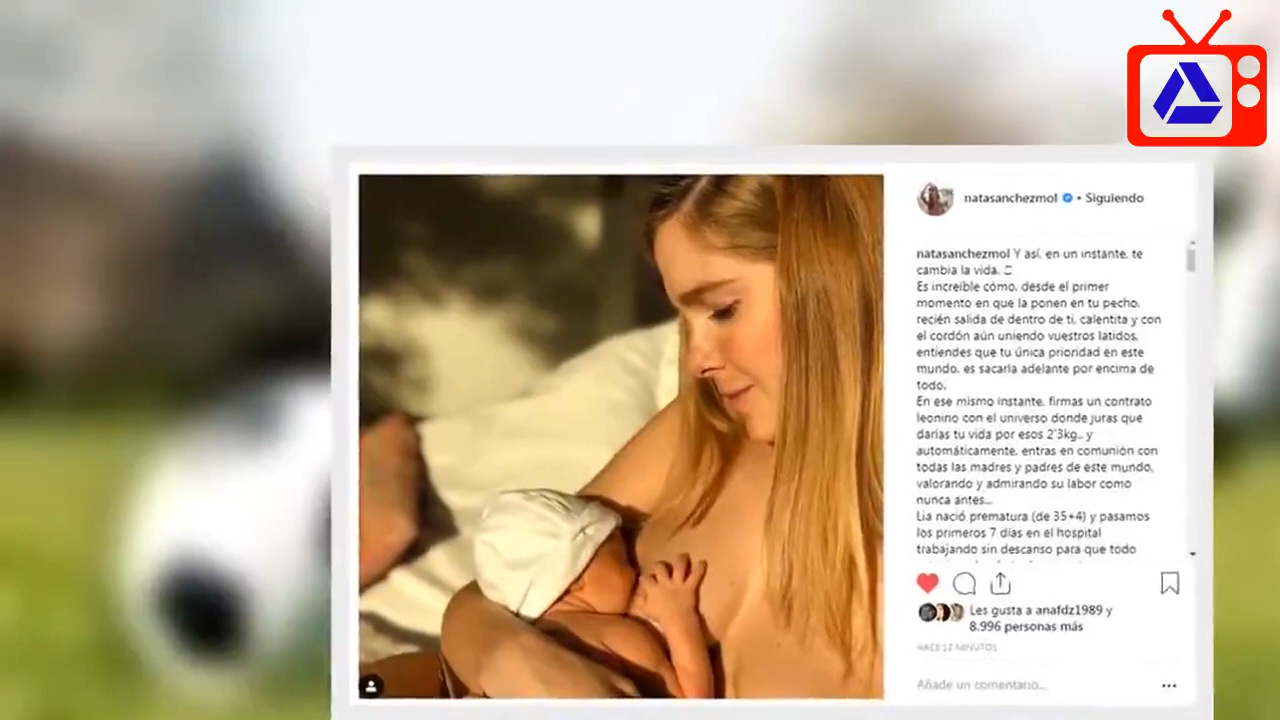 natasanchezmol • Siguiendo
natasanchezmol Y así, en un instante, te
cambia la vida.
Es increíble cómo, desde el primer
momento en que la ponen en tu pecho,
recién salida de dentro de ti, calentita y con
el cordón aún uniendo vuestros latidos,
entiendes que tu única prioridad en este
mundo, es sacarla adelante por encima de
todo.
En ese mismo instante, firmas un contrato
leonino con el universo donde juras que
darías tu vida por esos 2'3kg.. y
automáticamente, entras en comunión con
todas las madres y padres de este mundo,
valorando y admirando su labor como
nunca antes...
Lia nació prematura (de 35+4) y pasamos
los primeros 7 días en el hospital
trabajando sin descanso para que todo
Les gusta a anafdz1989 y
8.996 personas más
HACE 12 MINUTOS
Añade un comentario...